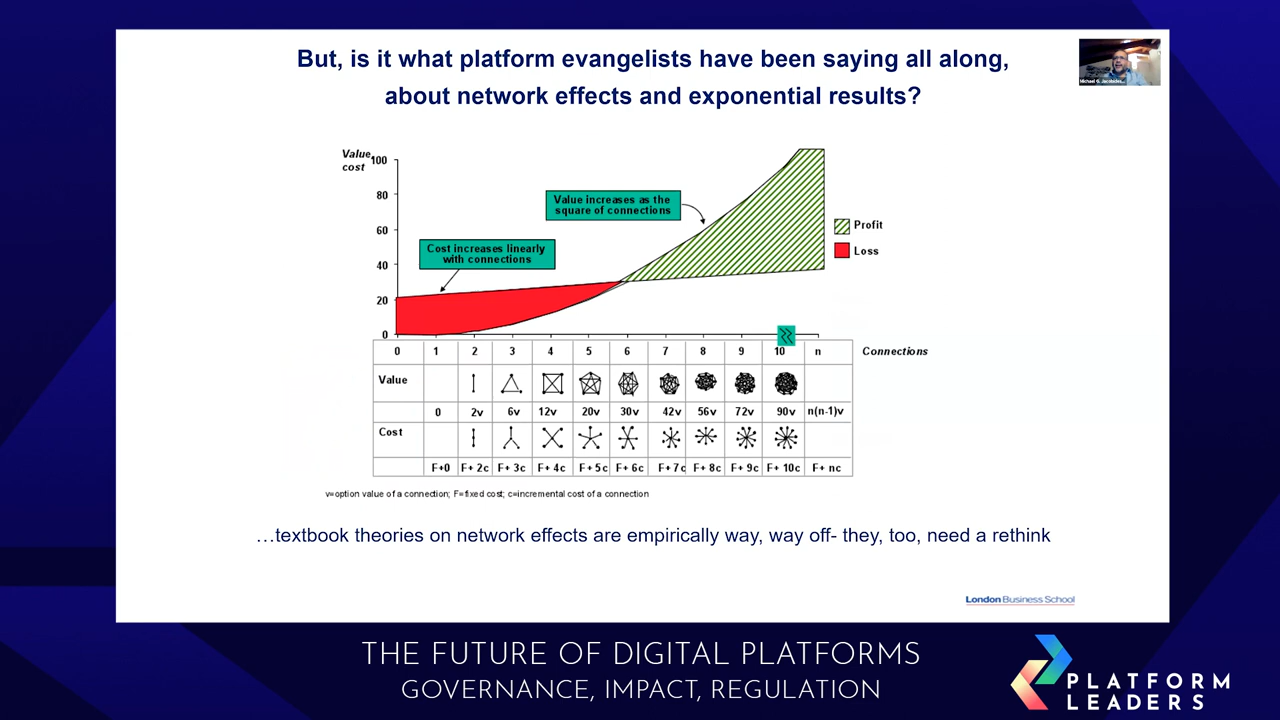 But, is it what platform evangelists have been saying all along,
about network effects and exponential results?
Michael G. Jacobides
Value,
cost
100
80
60
40
20
0
Value increases as the
square of connections
Cost increases linearly
with connections
Profit
Loss
0 1 2 3 4 5 6 7 8 9 10 n Connections
Value
0 2v 6v 12v 20v 30v 42v 56v 72v 90v n(n-1)v
Cost
F+0 F+ 2c F+ 3c F+ 4c F+ 5c F+ 6c F+ 7c F+ 8c F+ 9c F+ 10c F+ nc
v=option value of a connection; F=fixed cost; c=incremental cost of a connection
…textbook theories on network effects are empirically way, way off- they, too, need a rethink
London Business School
THE FUTURE OF DIGITAL PLATFORMS
GOVERNANCE, IMPACT, REGULATION
PLATFORM
LEADERS